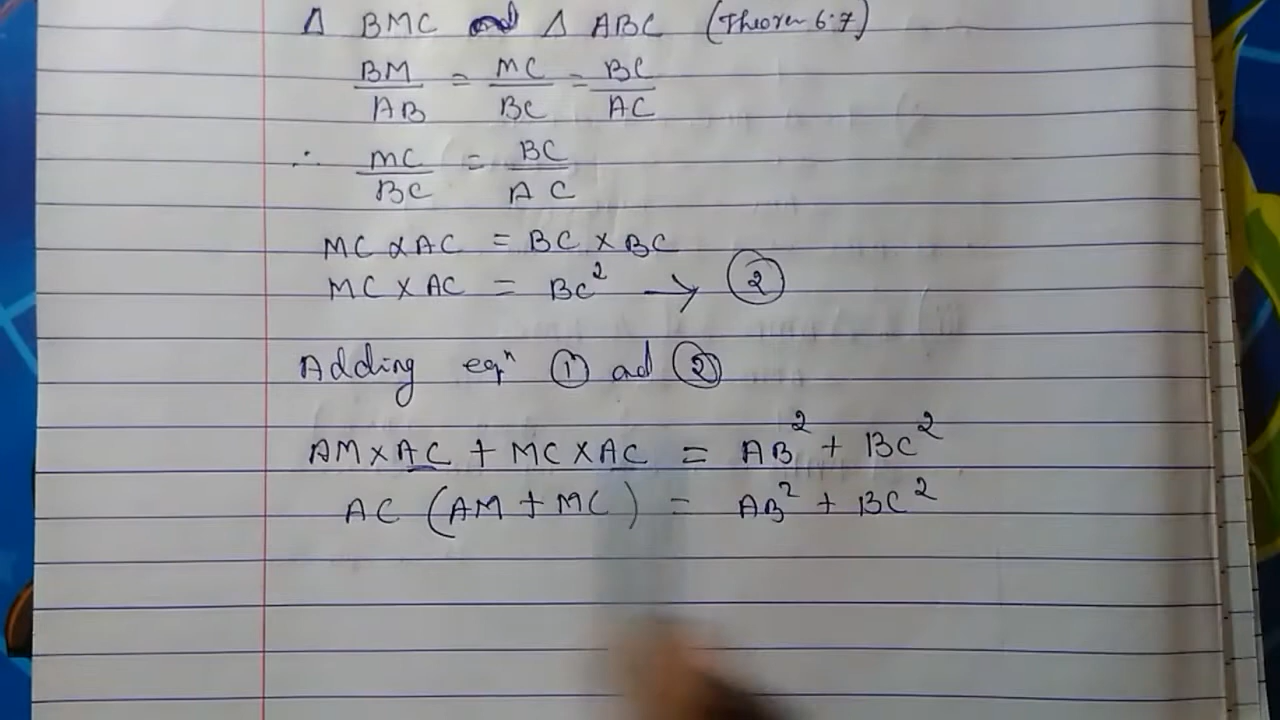 Δ BMC and Δ ABC (Theorem 6.7)
BM/AB = MC/BC = BC/AC
∴ MC/BC = BC/AC
MC × AC = BC × BC
MC × AC = BC² → ②
Adding eqⁿ ① ad ②
AM × AC + MC × AC = AB² + BC²
AC (AM + MC) = AB² + BC²